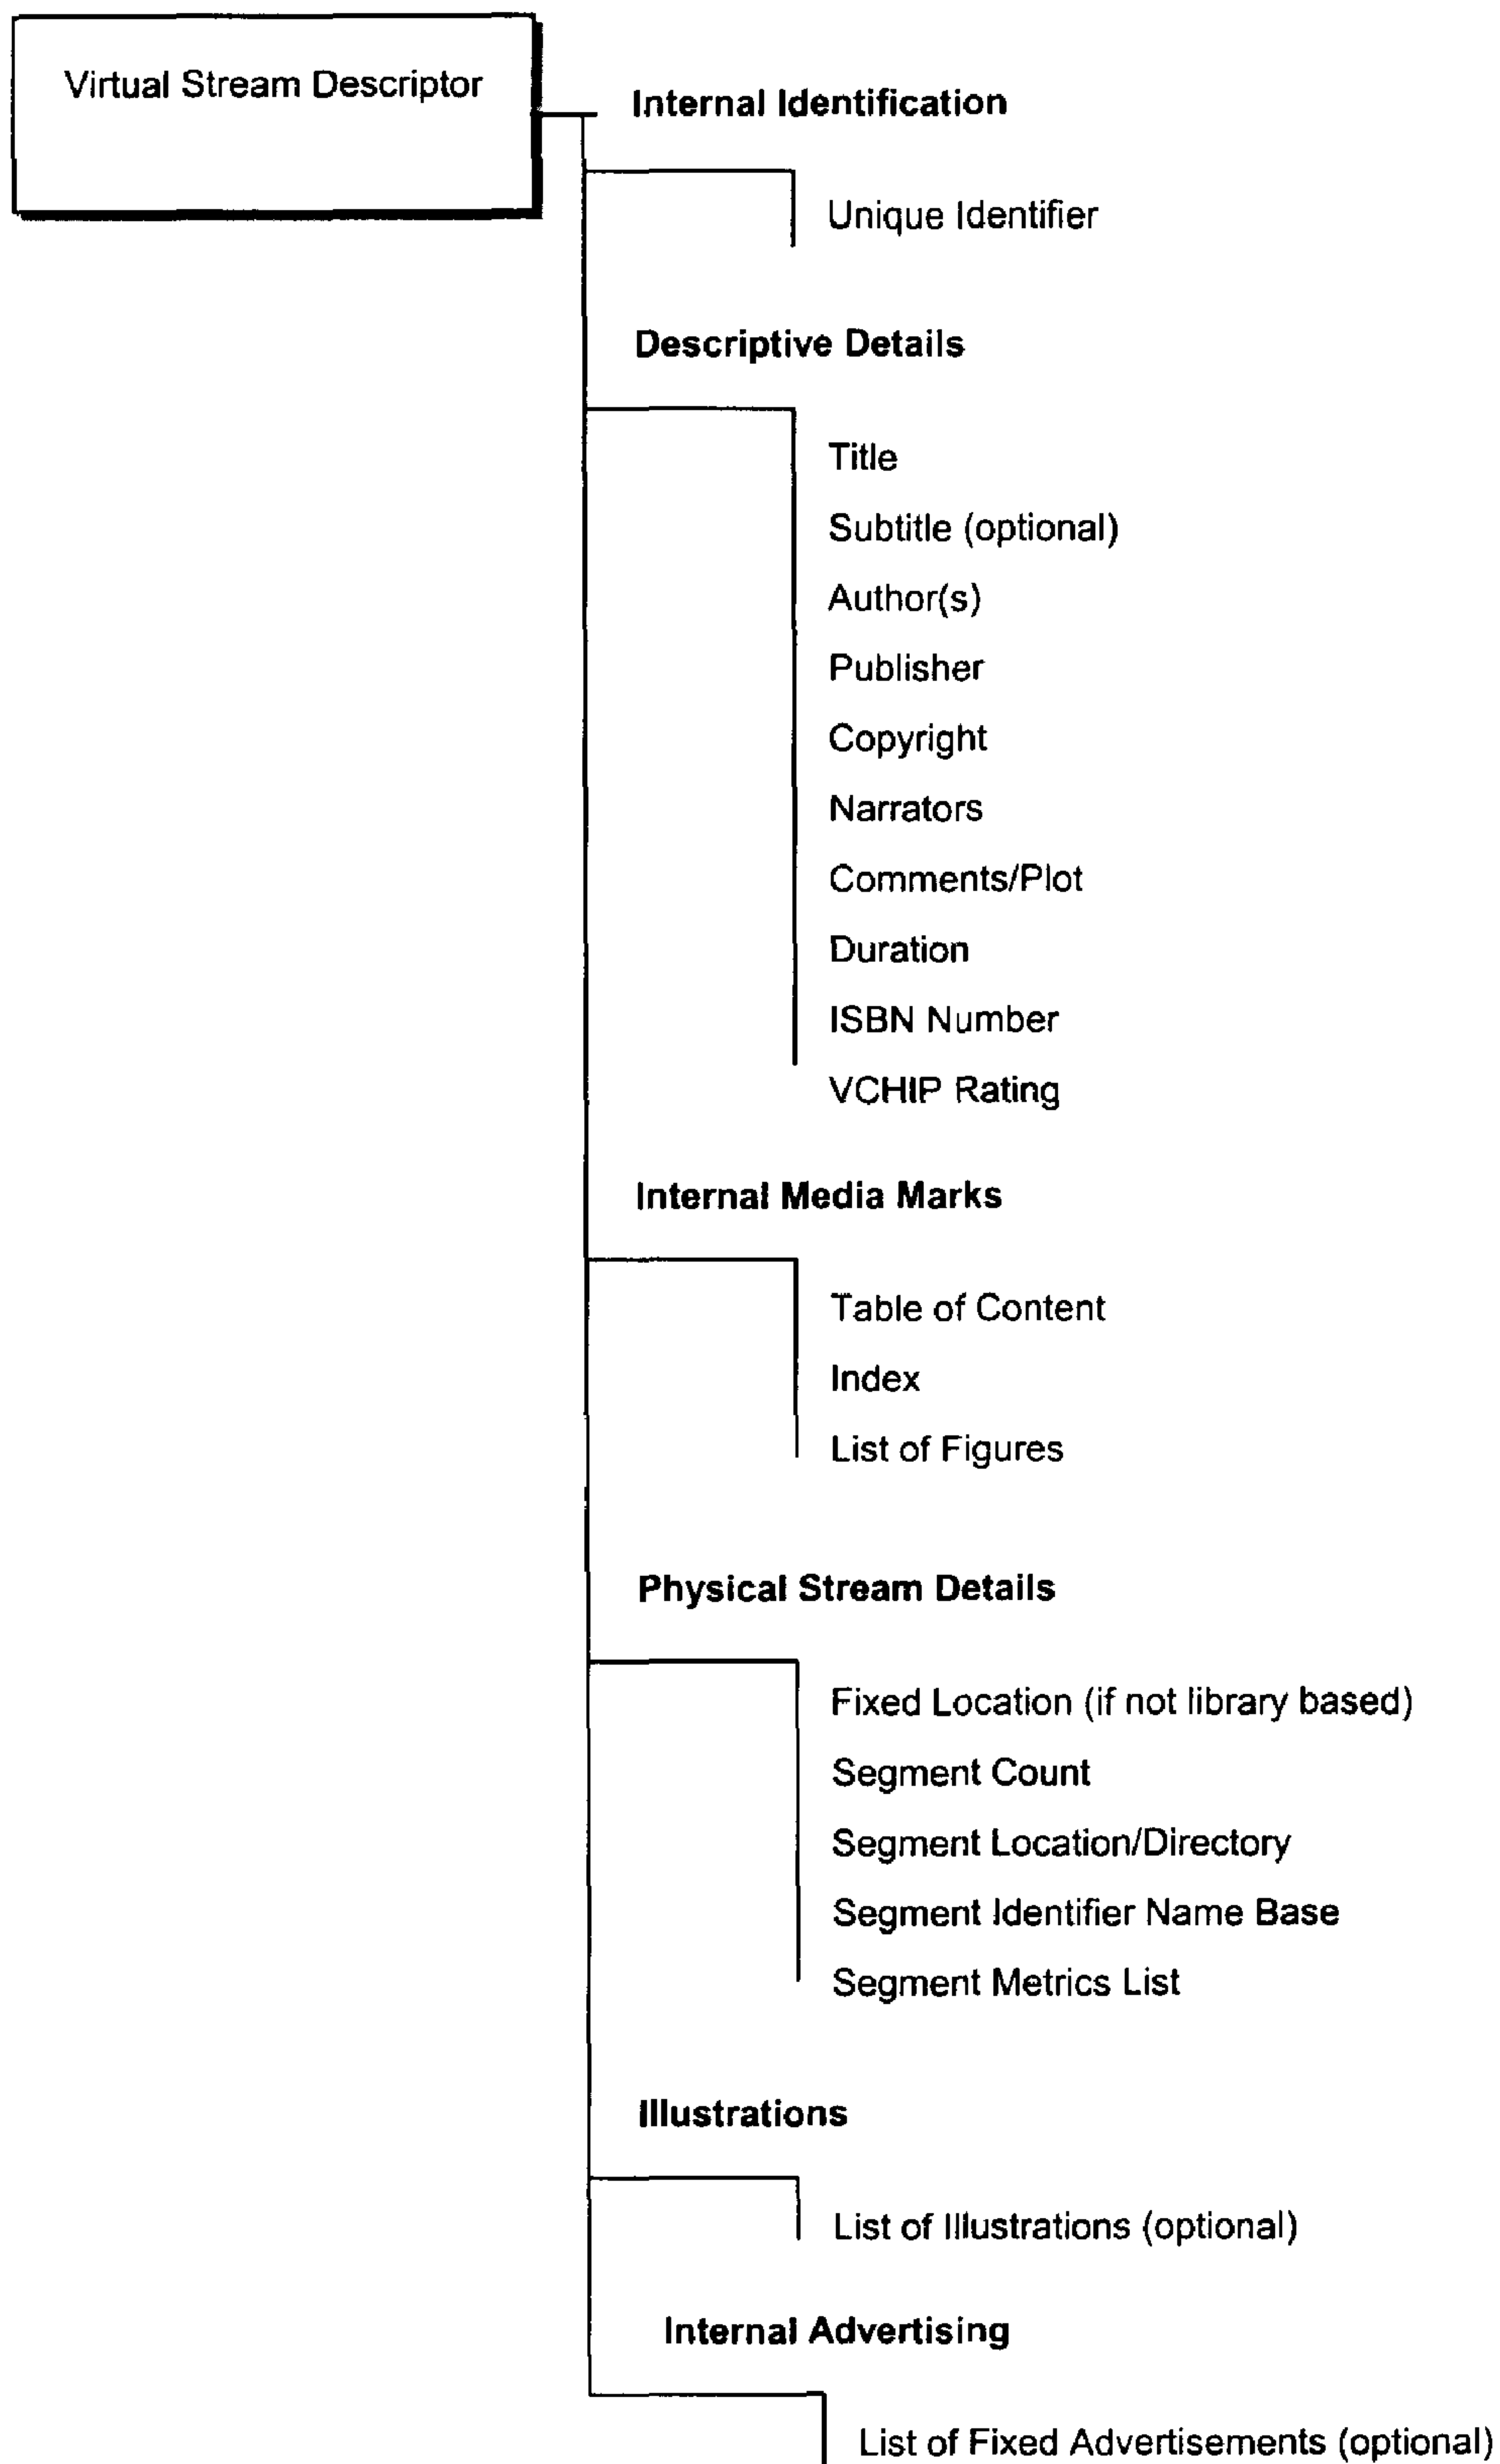 Virtual Stream Descriptor
Internal Identification
Unique Identifier
Descriptive Details
Title
Subtitle (optional)
Author(s)
Publisher
Copyright
Narrators
Comments/Plot
Duration
ISBN Number
VCHIP Rating
Internal Media Marks
Table of Content
Index
List of Figures
Physical Stream Details
Fixed Location (if not library based)
Segment Count
Segment Location/Directory
Segment Identifier Name Base
Segment Metrics List
Illustrations
List of Illustrations (optional)
Internal Advertising
List of Fixed Advertisements (optional)